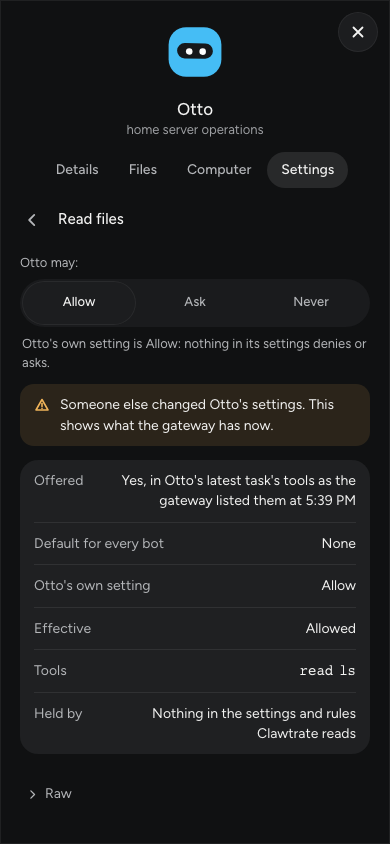 Otto
home server operations
Details Files Computer Settings
Read files
Otto may:
Allow Ask Never
Otto's own setting is Allow: nothing in its settings denies or
asks.
Someone else changed Otto's settings. This
shows what the gateway has now.
Offered Yes, in Otto's latest task's tools as the
gateway listed them at 5:39 PM
Default for every bot None
Otto's own setting Allow
Effective Allowed
Tools read ls
Held by Nothing in the settings and rules
Clawtrate reads
Raw